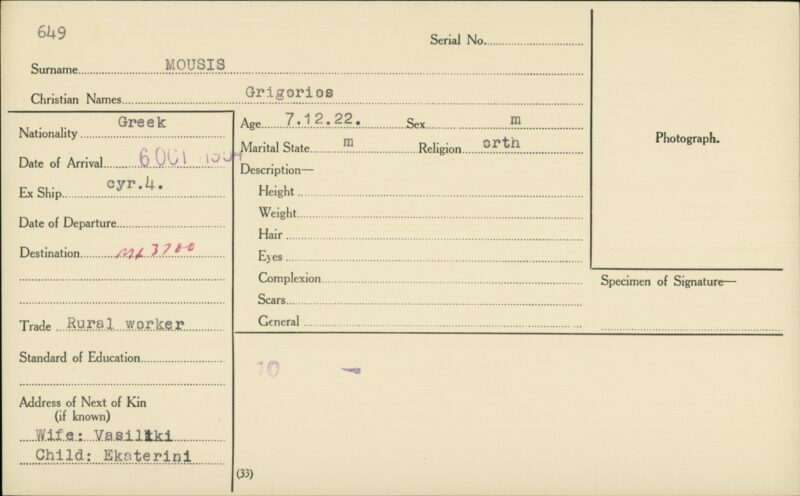 649
Serial No.
Surname MOUSIS
Christian Names Grigorios
Nationality Greek
Age 7.12.22. Sex m
Date of Arrival 6 OCT 1954
Marital State m Religion orth
Ex Ship cyr.4.
Description—
Height
Weight
Date of Departure
Hair
Destination 3700
Eyes
Complexion
Scars
General
Photograph.
Specimen of Signature—
Trade Rural worker
Standard of Education
10 -
Address of Next of Kin
(if known)
Wife: Vasiliki
Child: Ekaterini
(33)